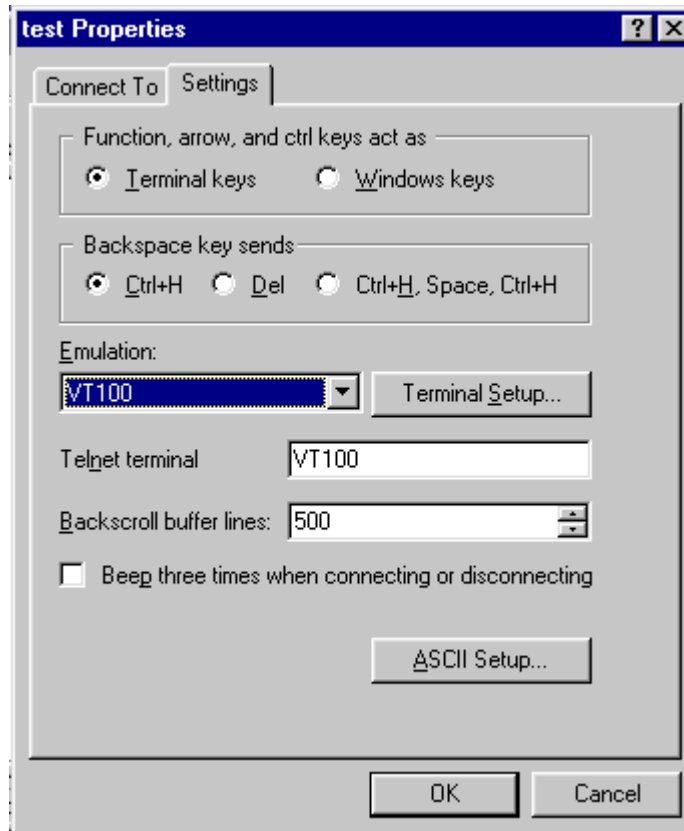 test Properties
Connect To Settings
Function, arrow, and ctrl keys act as
Terminal keys Windows keys
Backspace key sends
Ctrl+H Del Ctrl+H, Space, Ctrl+H
Emulation:
VT100 Terminal Setup...
Telnet terminal VT100
Backscroll buffer lines: 500
Beep three times when connecting or disconnecting
ASCII Setup...
OK Cancel